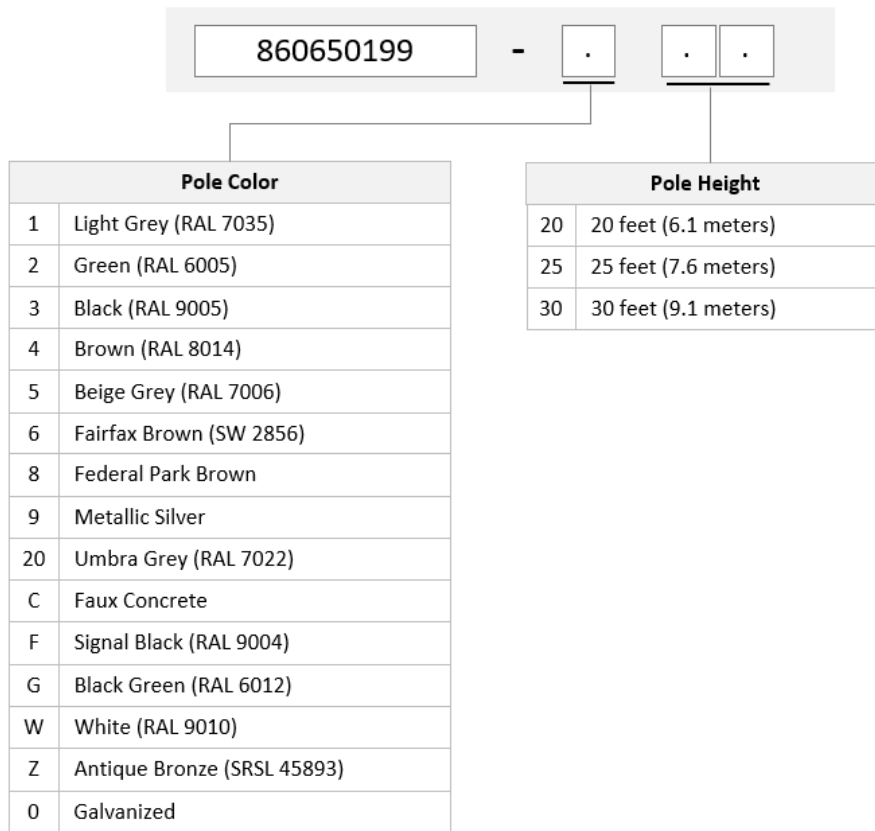 860650199 - . . .
Pole Color
1 Light Grey (RAL 7035)
2 Green (RAL 6005)
3 Black (RAL 9005)
4 Brown (RAL 8014)
5 Beige Grey (RAL 7006)
6 Fairfax Brown (SW 2856)
8 Federal Park Brown
9 Metallic Silver
20 Umbra Grey (RAL 7022)
C Faux Concrete
F Signal Black (RAL 9004)
G Black Green (RAL 6012)
W White (RAL 9010)
Z Antique Bronze (SRSL 45893)
0 Galvanized
Pole Height
20 20 feet (6.1 meters)
25 25 feet (7.6 meters)
30 30 feet (9.1 meters)